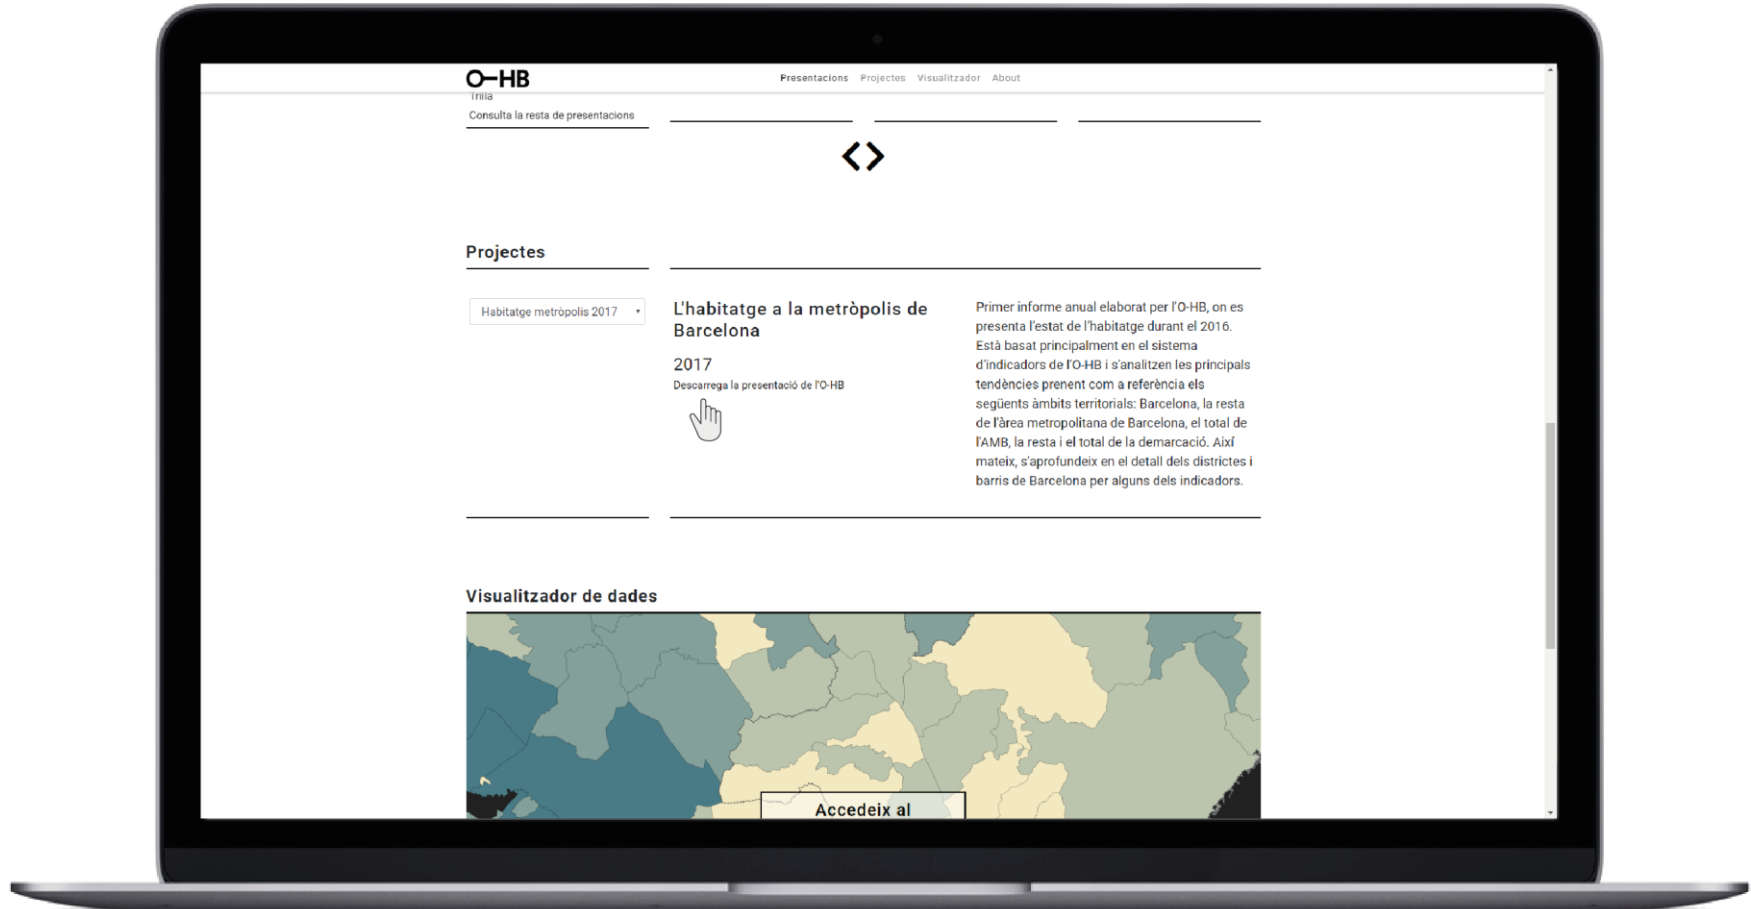 O-HB
Presentacions Projectes Visualitzador About
Trilla
Consulta la resta de presentacions
Projectes
Habitatge metròpolis 2017
L'habitatge a la metròpolis de
Barcelona
2017
Descarrega la presentació de l'O-HB
Primer informe anual elaborat per l'O-HB, on es
presenta l'estat de l'habitatge durant el 2016.
Està basat principalment en el sistema
d'indicadors de l'O-HB i s'analitzen les principals
tendències prenent com a referència els
següents àmbits territorials: Barcelona, la resta
de l'àrea metropolitana de Barcelona, el total de
l'AMB, la resta i el total de la demarcació. Així
mateix, s'aprofundeix en el detall dels districtes i
barris de Barcelona per alguns dels indicadors.
Visualitzador de dades
Accedeix al